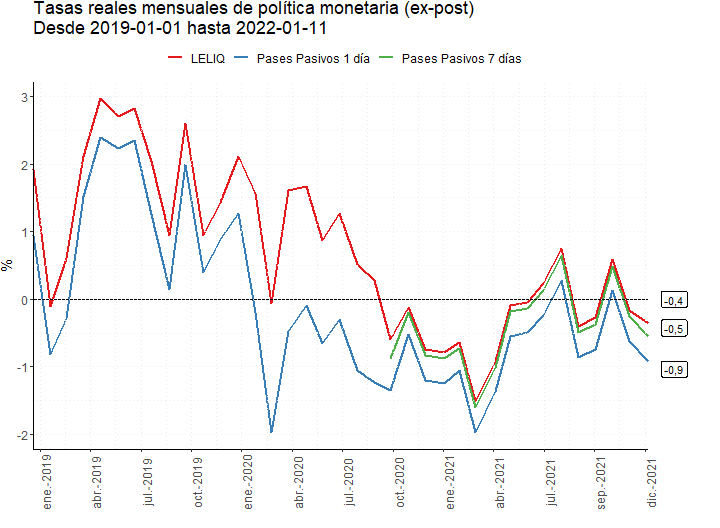 Tasas reales mensuales de política monetaria (ex-post)
Desde 2019-01-01 hasta 2022-01-11
LELIQ Pases Pasivos 1 día Pases Pasivos 7 días
%
3
2
1
0
-1
-2
-0,4
-0,5
-0,9
ene.-2019
abr.-2019
jul.-2019
oct.-2019
ene.-2020
abr.-2020
jul.-2020
oct.-2020
ene.-2021
abr.-2021
jul.-2021
sep.-2021
dic.-2021